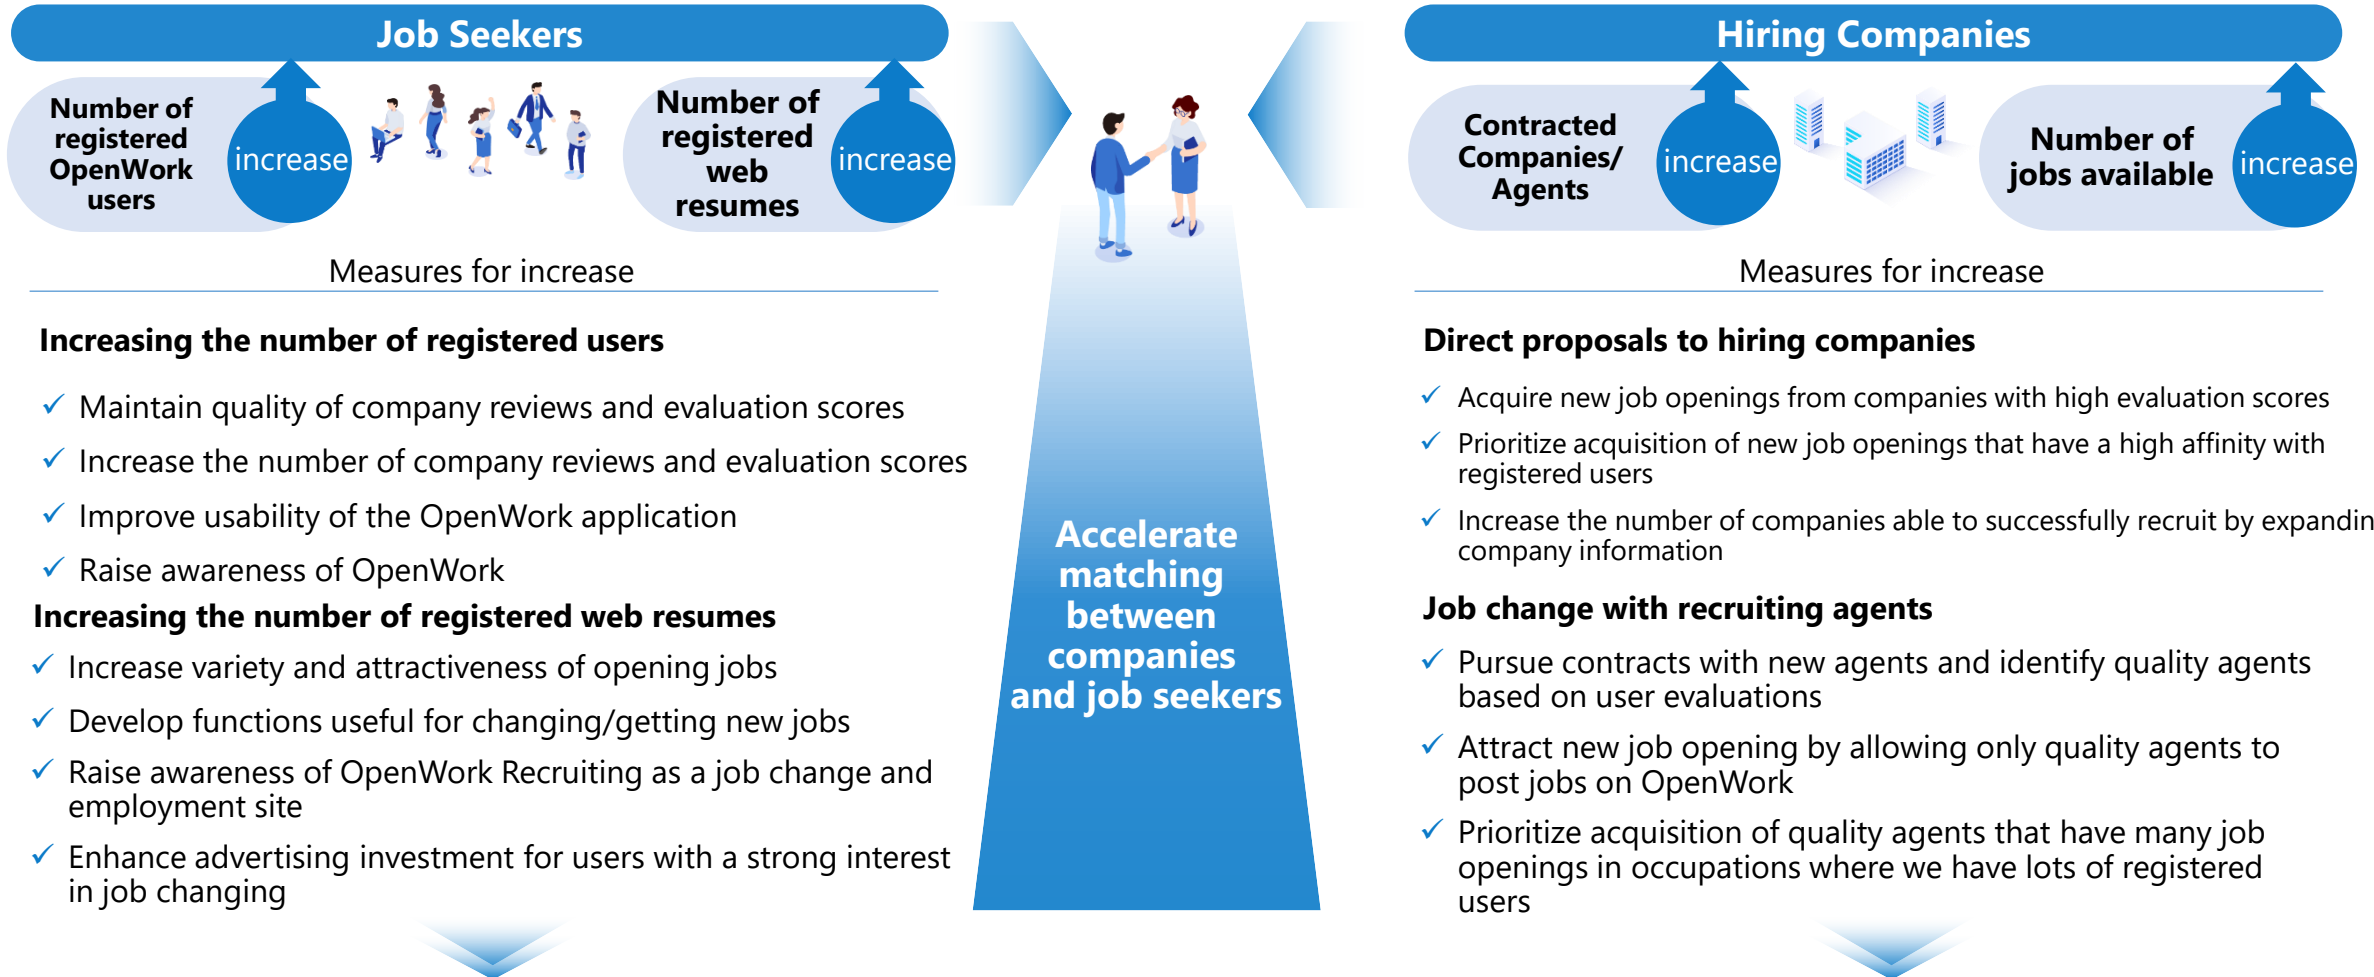 Job Seekers
Number of
registered
OpenWork
users
increase
Number of
registered
web
resumes
increase
Measures for increase
Increasing the number of registered users
✓ Maintain quality of company reviews and evaluation scores
✓ Increase the number of company reviews and evaluation scores
✓ Improve usability of the OpenWork application
✓ Raise awareness of OpenWork
Increasing the number of registered web resumes
✓ Increase variety and attractiveness of opening jobs
✓ Develop functions useful for changing/getting new jobs
✓ Raise awareness of OpenWork Recruiting as a job change and
employment site
✓ Enhance advertising investment for users with a strong interest
in job changing
Accelerate
matching
between
companies
and job seekers
Hiring Companies
Contracted
Companies/
Agents
increase
Number of
jobs available
increase
Measures for increase
Direct proposals to hiring companies
✓ Acquire new job openings from companies with high evaluation scores
✓ Prioritize acquisition of new job openings that have a high affinity with
registered users
✓ Increase the number of companies able to successfully recruit by expandin
company information
Job change with recruiting agents
✓ Pursue contracts with new agents and identify quality agents
based on user evaluations
✓ Attract new job opening by allowing only quality agents to
post jobs on OpenWork
✓ Prioritize acquisition of quality agents that have many job
openings in occupations where we have lots of registered
users